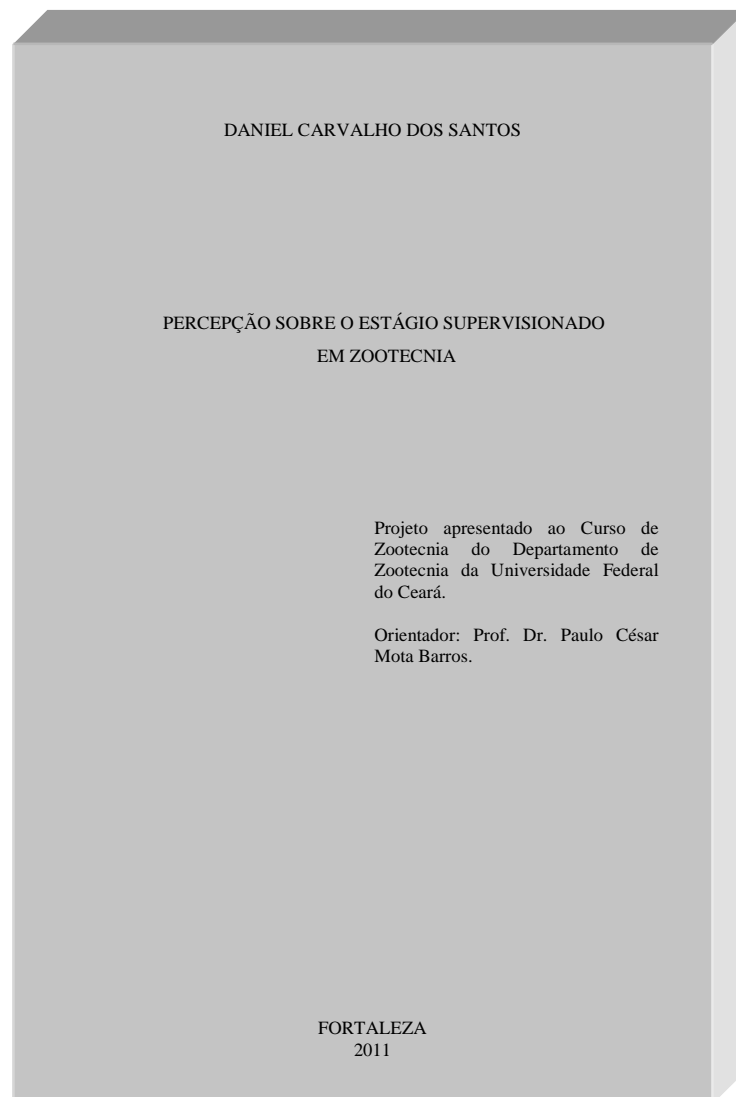 DANIEL CARVALHO DOS SANTOS
PERCEPÇÃO SOBRE O ESTÁGIO SUPERVISIONADO
EM ZOOTECNIA
Projeto apresentado ao Curso de
Zootecnia do Departamento de
Zootecnia da Universidade Federal
do Ceará.
Orientador: Prof. Dr. Paulo César
Mota Barros.
FORTALEZA
2011